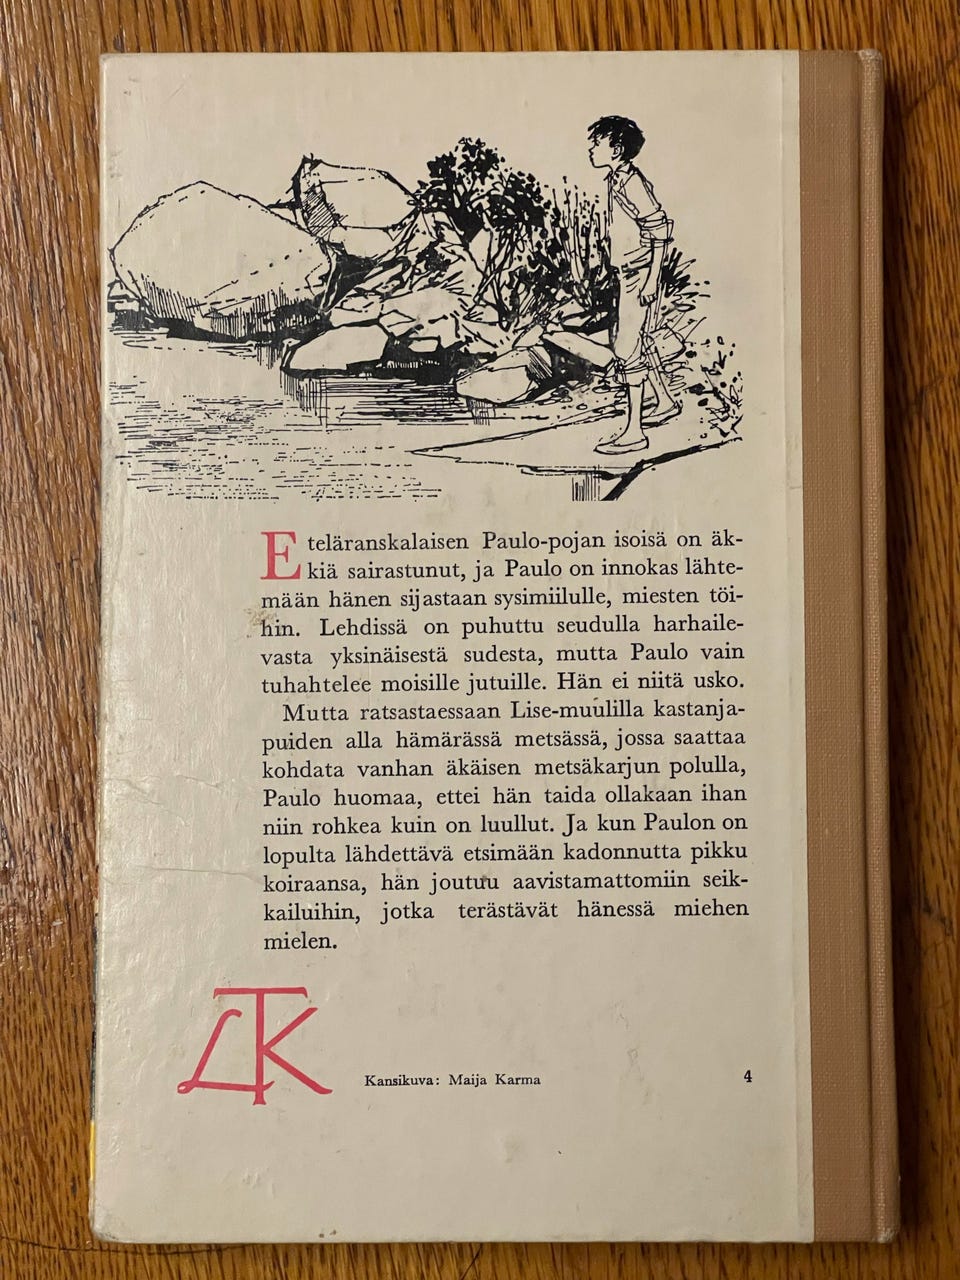 Eteläranskalaisen Paulo-pojan isoisä on äk-
kiä sairastunut, ja Paulo on innokas lähte-
mään hänen sijastaan sysimiilulle, miesten töi-
hin. Lehdissä on puhuttu seudulla harhaile-
vasta yksinäisestä sudesta, mutta Paulo vain
tuhahtelee moisille jutuille. Hän ei niitä usko.
Mutta ratsastaessaan Lise-muulilla kastanja-
puiden alla hämärässä metsässä, jossa saattaa
kohdata vanhan äkäisen metsäkarjun polulla,
Paulo huomaa, ettei hän taida ollakaan ihan
niin rohkea kuin on luullut. Ja kun Paulon on
lopulta lähdettävä etsimään kadonnutta pikku
koiraansa, hän joutuu aavistamattomiin seik-
kailuihin, jotka terästävät hänessä miehen
mielen.
LTK
Kansikuva: Maija Karma
4